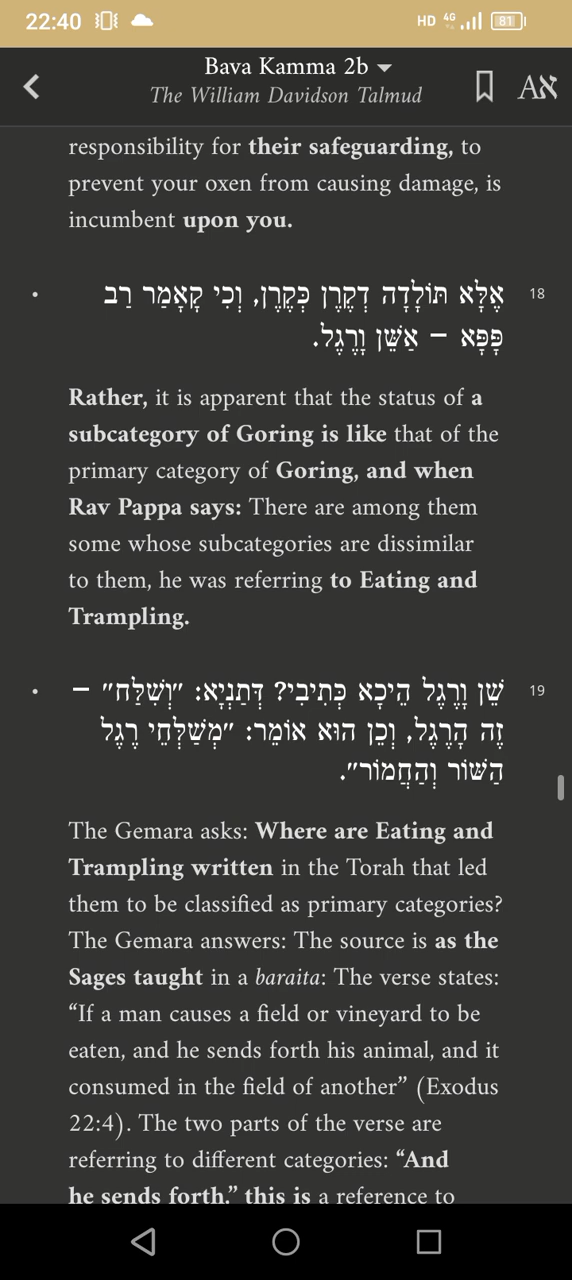 22:40
HD 4G 81
Bava Kamma 2b
The William Davidson Talmud
Aא
responsibility for their safeguarding, to
prevent your oxen from causing damage, is
incumbent upon you.
18
אֶלָּא תּוֹלָדָה דְקֶרֶן כְּקֶרֶן, וְכִי קָאָמַר רַב
פָּפָּא – אַשֵּׁן וָרֶגֶל.
Rather, it is apparent that the status of a
subcategory of Goring is like that of the
primary category of Goring, and when
Rav Pappa says: There are among them
some whose subcategories are dissimilar
to them, he was referring to Eating and
Trampling.
19
שֵׁן וָרֶגֶל הֵיכָא כְּתִיבִי? דְּתַנְיָא: ״וְשִׁלַּח״ –
זֶה הָרֶגֶל, וְכֵן הוּא אוֹמֵר: ״מְשַׁלְּחֵי רֶגֶל
הַשּׁוֹר וְהַחֲמוֹר״.
The Gemara asks: Where are Eating and
Trampling written in the Torah that led
them to be classified as primary categories?
The Gemara answers: The source is as the
Sages taught in a baraita: The verse states:
“If a man causes a field or vineyard to be
eaten, and he sends forth his animal, and it
consumed in the field of another” (Exodus
22:4). The two parts of the verse are
referring to different categories: “And
he sends forth,” this is a reference to